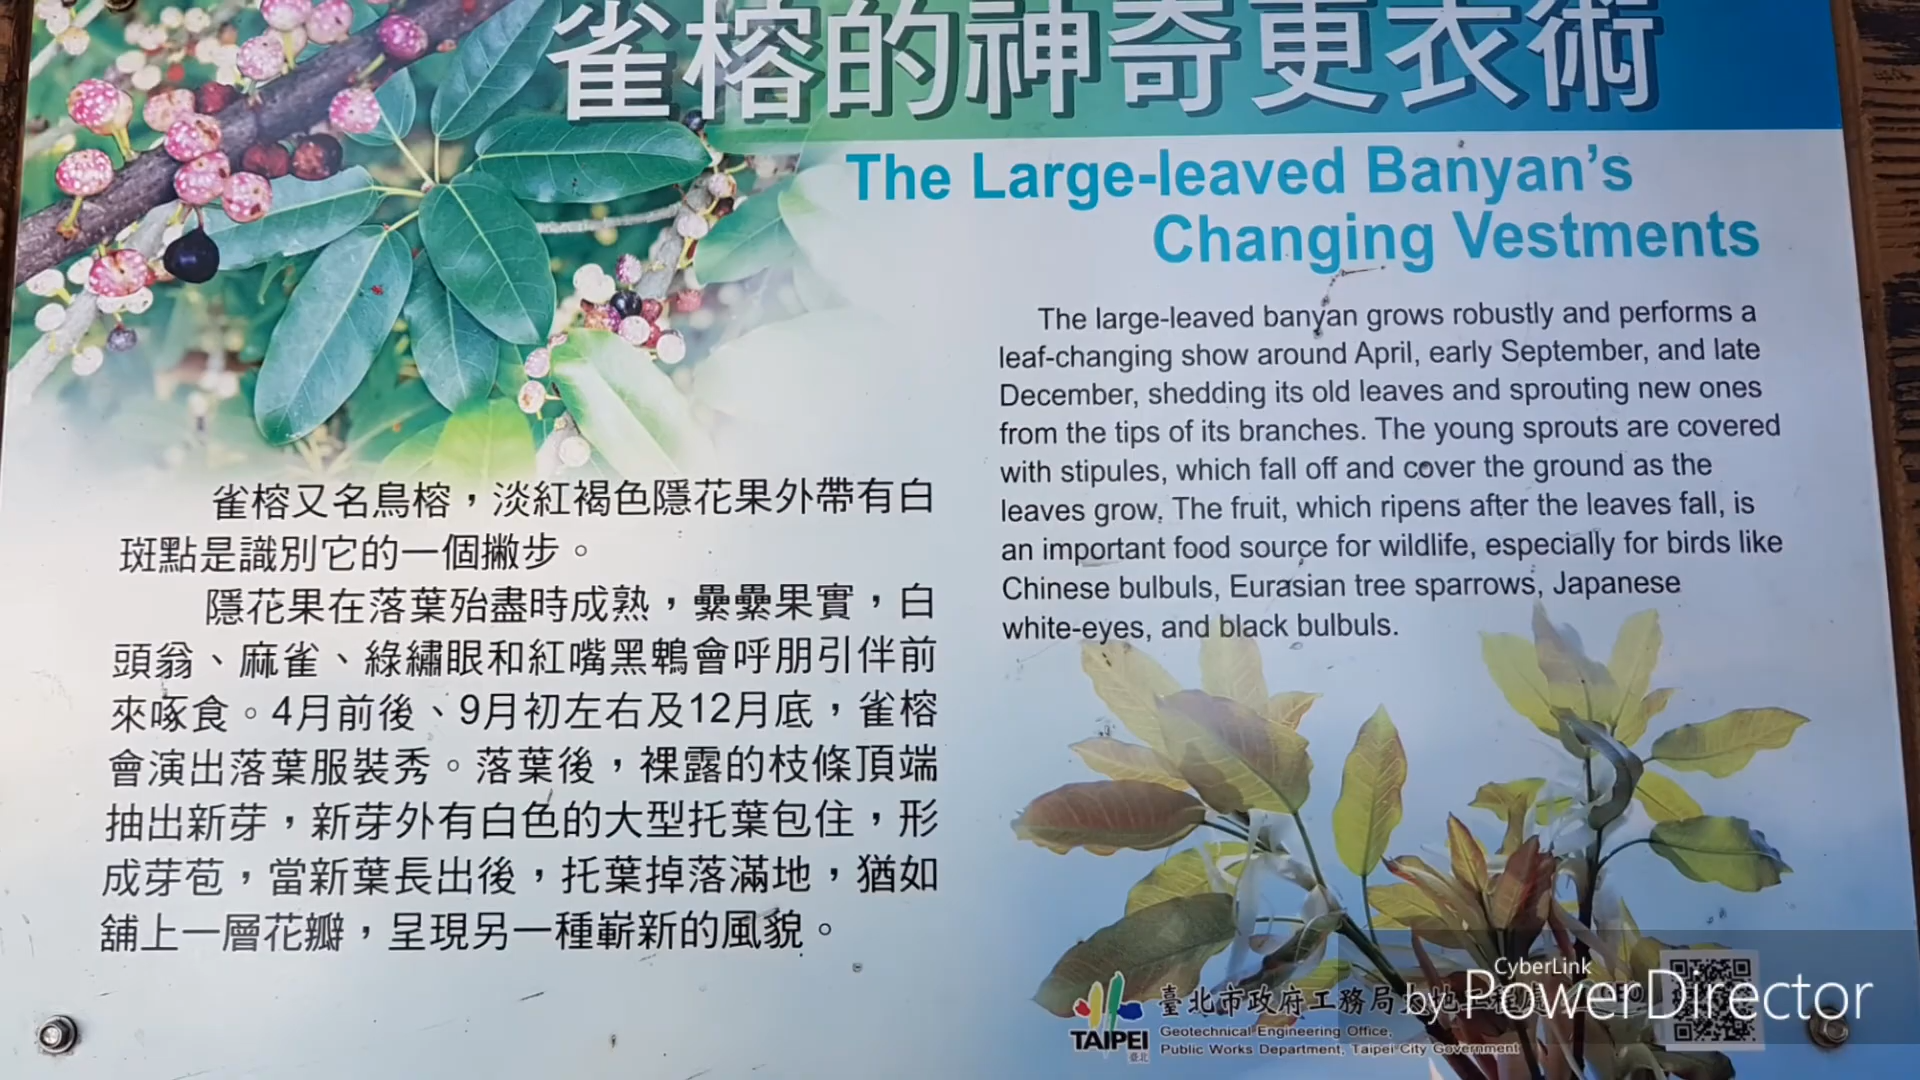 雀榕的神奇更衣術
The Large-leaved Banyan's
Changing Vestments
The large-leaved banyan grows robustly and performs a
leaf-changing show around April, early September, and late
December, shedding its old leaves and sprouting new ones
from the tips of its branches. The young sprouts are covered
with stipules, which fall off and cover the ground as the
leaves grow. The fruit, which ripens after the leaves fall, is
an important food source for wildlife, especially for birds like
Chinese bulbuls, Eurasian tree sparrows, Japanese
white-eyes, and black bulbuls.
雀榕又名鳥榕，淡紅褐色隱花果外帶有白
斑點是識別它的一個撇步。
隱花果在落葉殆盡時成熟，纍纍果實，白
頭翁、麻雀、綠繡眼和紅嘴黑鵯會呼朋引伴前
來啄食。4月前後、9月初左右及12月底，雀榕
會演出落葉服裝秀。落葉後，裸露的枝條頂端
抽出新芽，新芽外有白色的大型托葉包住，形
成芽苞，當新葉長出後，托葉掉落滿地，猶如
舖上一層花瓣，呈現另一種嶄新的風貌。
TAIPEI
臺北
臺北市政府工務局
Geotechnical Engineering Office,
Public Works Department, Taipei City Government
CyberLink
by PowerDirector